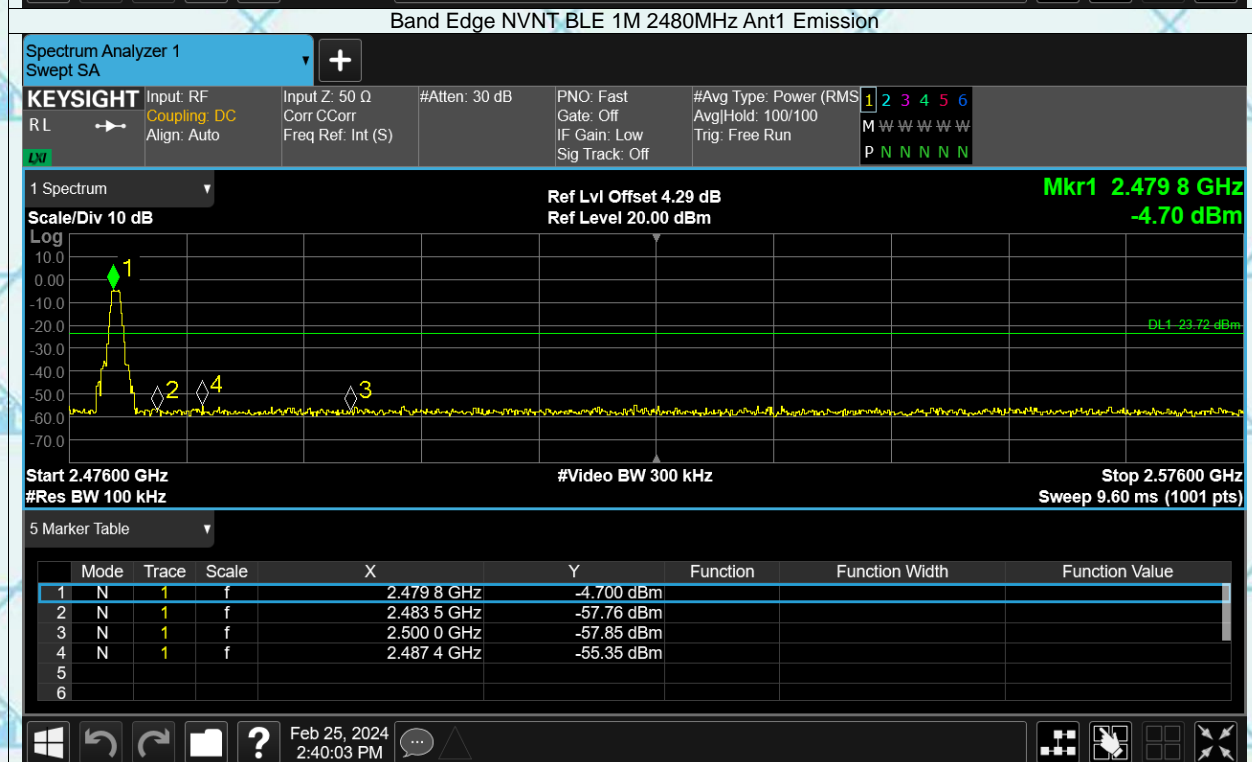 Band Edge NVNT BLE 1M 2480MHz Ant1 Emission
Spectrum Analyzer 1
Swept SA
+
KEYSIGHT
RL
LXI
Input: RF
Coupling: DC
Align: Auto
Input Z: 50 Ω
Corr CCorr
Freq Ref: Int (S)
#Atten: 30 dB
PNO: Fast
Gate: Off
IF Gain: Low
Sig Track: Off
#Avg Type: Power (RMS
Avg|Hold: 100/100
Trig: Free Run
1 2 3 4 5 6
M W W W W W
P N N N N N
1 Spectrum
Scale/Div 10 dB
Ref Lvl Offset 4.29 dB
Ref Level 20.00 dBm
Mkr1 2.479 8 GHz
-4.70 dBm
Log
10.0
0.00
-10.0
-20.0
-30.0
-40.0
-50.0
-60.0
-70.0
1
2
4
3
DL1 -23.72 dBm
Start 2.47600 GHz
#Res BW 100 kHz
#Video BW 300 kHz
Stop 2.57600 GHz
Sweep 9.60 ms (1001 pts)
5 Marker Table
Mode Trace Scale X Y Function Function Width Function Value
1 N 1 f 2.479 8 GHz -4.700 dBm
2 N 1 f 2.483 5 GHz -57.76 dBm
3 N 1 f 2.500 0 GHz -57.85 dBm
4 N 1 f 2.487 4 GHz -55.35 dBm
5
6
?
Feb 25, 2024
2:40:03 PM